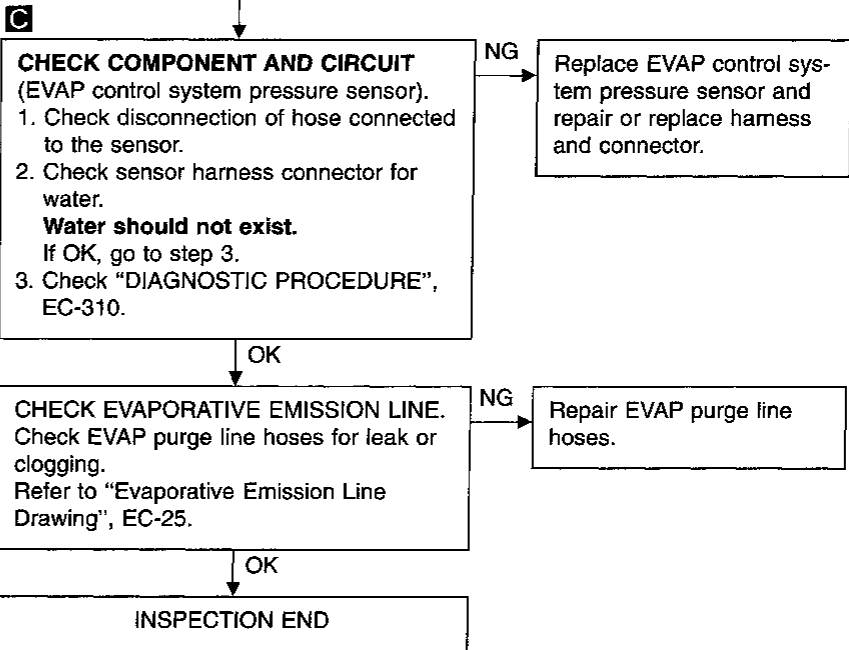 C
CHECK COMPONENT AND CIRCUIT
(EVAP control system pressure sensor).
1. Check disconnection of hose connected
to the sensor.
2. Check sensor harness connector for
water.
Water should not exist.
If OK, go to step 3.
3. Check “DIAGNOSTIC PROCEDURE”,
EC-310.
NG
Replace EVAP control sys-
tem pressure sensor and
repair or replace harness
and connector.
OK
CHECK EVAPORATIVE EMISSION LINE.
Check EVAP purge line hoses for leak or
clogging.
Refer to “Evaporative Emission Line
Drawing”, EC-25.
NG
Repair EVAP purge line
hoses.
OK
INSPECTION END